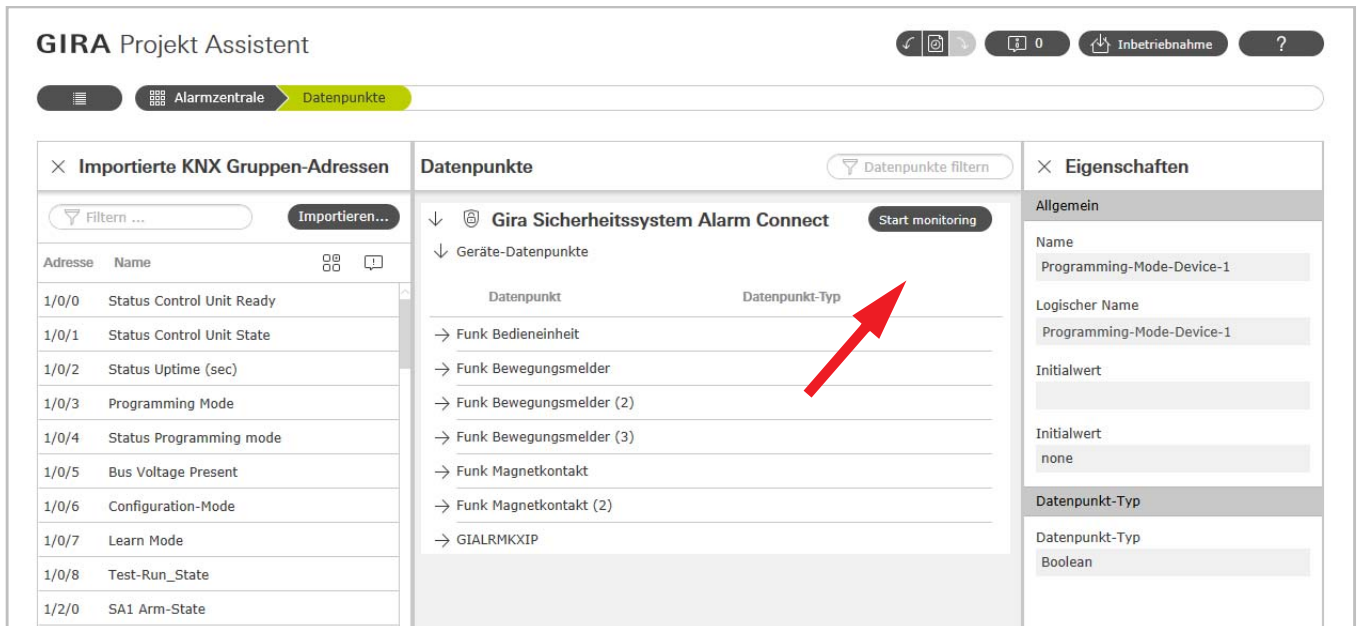 GIRA Projekt Assistent
0
Inbetriebnahme
?
Alarmzentrale
Datenpunkte
Importierte KNX Gruppen-Adressen
Filtern ...
Importieren...
Adresse Name
1/0/0 Status Control Unit Ready
1/0/1 Status Control Unit State
1/0/2 Status Uptime (sec)
1/0/3 Programming Mode
1/0/4 Status Programming mode
1/0/5 Bus Voltage Present
1/0/6 Configuration-Mode
1/0/7 Learn Mode
1/0/8 Test-Run_State
1/2/0 SA1 Arm-State
Datenpunkte
Datenpunkte filtern
Gira Sicherheitssystem Alarm Connect
Start monitoring
Geräte-Datenpunkte
Datenpunkt Datenpunkt-Typ
Funk Bedieneinheit
Funk Bewegungsmelder
Funk Bewegungsmelder (2)
Funk Bewegungsmelder (3)
Funk Magnetkontakt
Funk Magnetkontakt (2)
GIALRMKXIP
Eigenschaften
Allgemein
Name
Programming-Mode-Device-1
Logischer Name
Programming-Mode-Device-1
Initialwert
Initialwert
none
Datenpunkt-Typ
Datenpunkt-Typ
Boolean